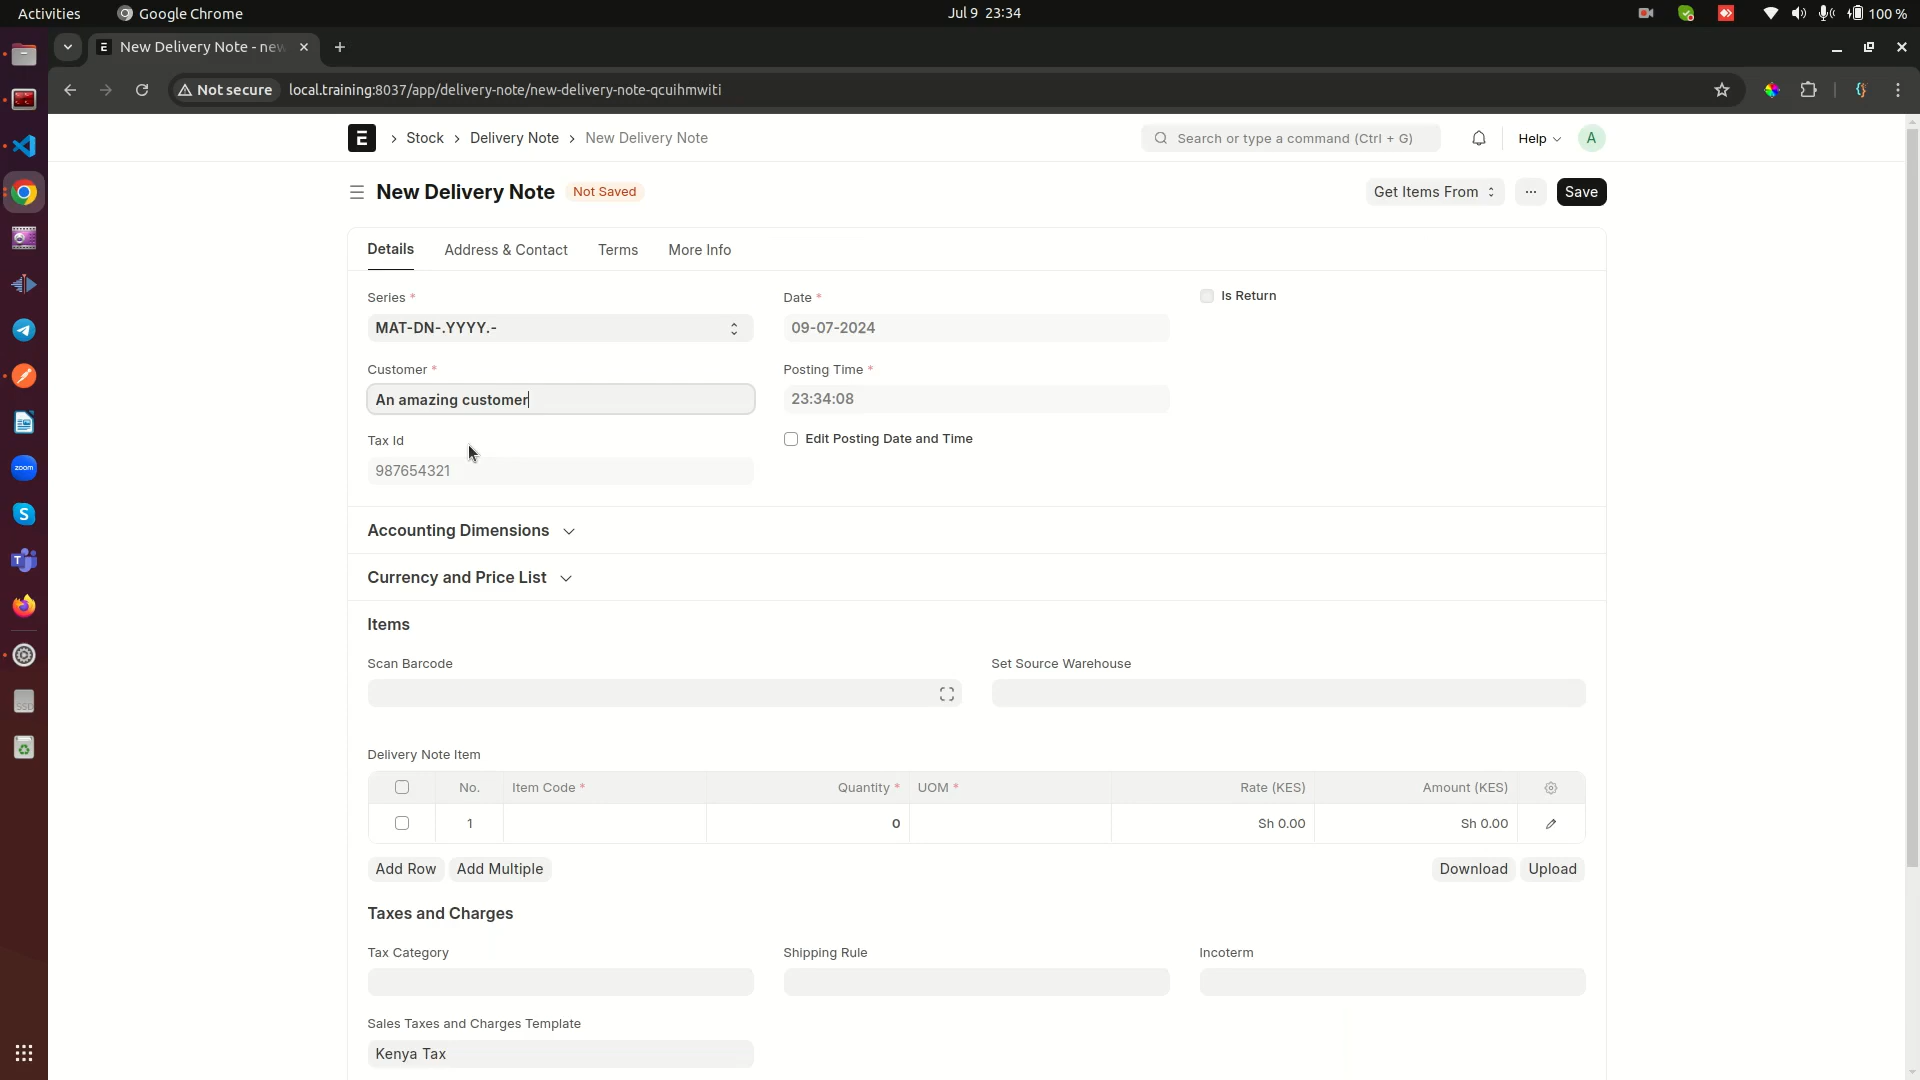 Activities Google Chrome Jul 9 23:34 100 %
E New Delivery Note - new
Not secure local.training:8037/app/delivery-note/new-delivery-note-qcuihmwiti
E Stock Delivery Note New Delivery Note Search or type a command (Ctrl + G) Help A
New Delivery Note Not Saved Get Items From ... Save
Details Address & Contact Terms More Info
Series * Date * Is Return
MAT-DN-.YYYY.- 09-07-2024
Customer * Posting Time *
An amazing customer 23:34:08
Tax Id Edit Posting Date and Time
987654321
Accounting Dimensions
Currency and Price List
Items
Scan Barcode Set Source Warehouse
Delivery Note Item
No. Item Code * Quantity * UOM * Rate (KES) Amount (KES)
1 0 Sh 0.00 Sh 0.00
Add Row Add Multiple Download Upload
Taxes and Charges
Tax Category Shipping Rule Incoterm
Sales Taxes and Charges Template
Kenya Tax
zoom
S
T
SSD